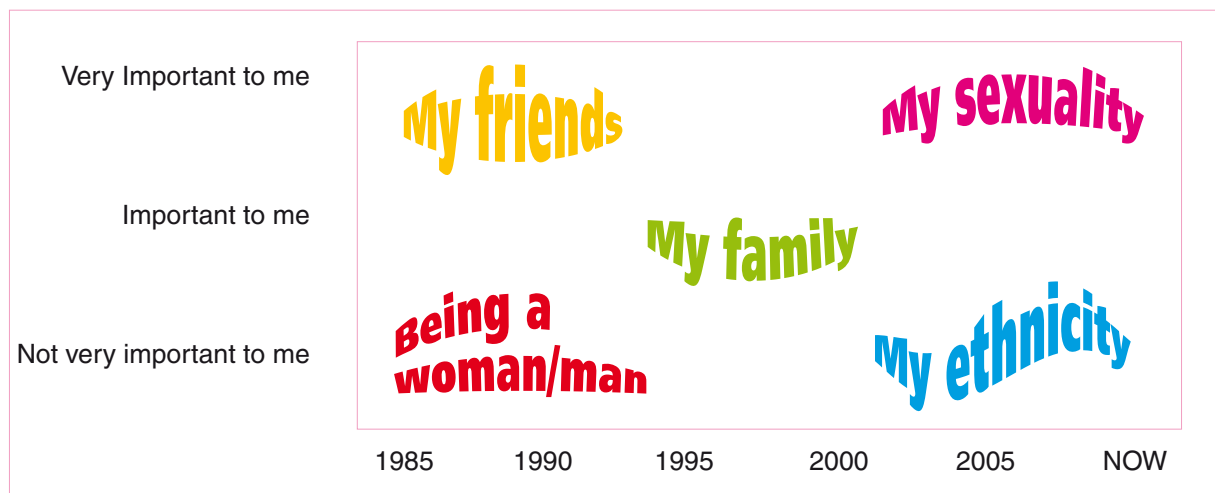 Very Important to me
My friends
My sexuality
Important to me
My family
Being a
woman/man
Not very important to me
My ethnicity
1985 1990 1995 2000 2005 NOW